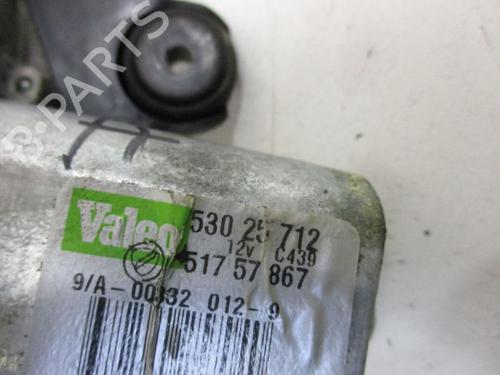 B-PARTS
Valeo
530 25 712
12V C439
517 57 867
9/A-00332 012-9